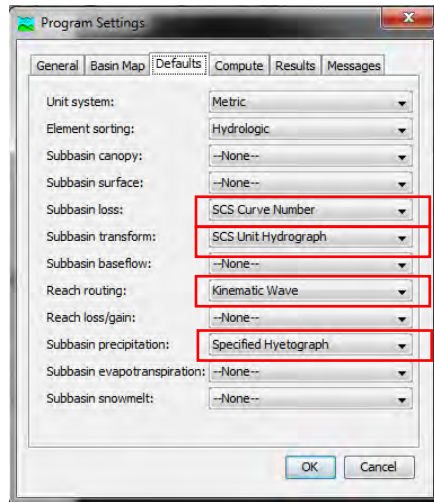 Program Settings
General Basin Map Defaults Compute Results Messages
Unit system: Metric
Element sorting: Hydrologic
Subbasin canopy: --None--
Subbasin surface: --None--
Subbasin loss: SCS Curve Number
Subbasin transform: SCS Unit Hydrograph
Subbasin baseflow: --None--
Reach routing: Kinematic Wave
Reach loss/gain: --None--
Subbasin precipitation: Specified Hyetograph
Subbasin evapotranspiration: --None--
Subbasin snowmelt: --None--
OK Cancel